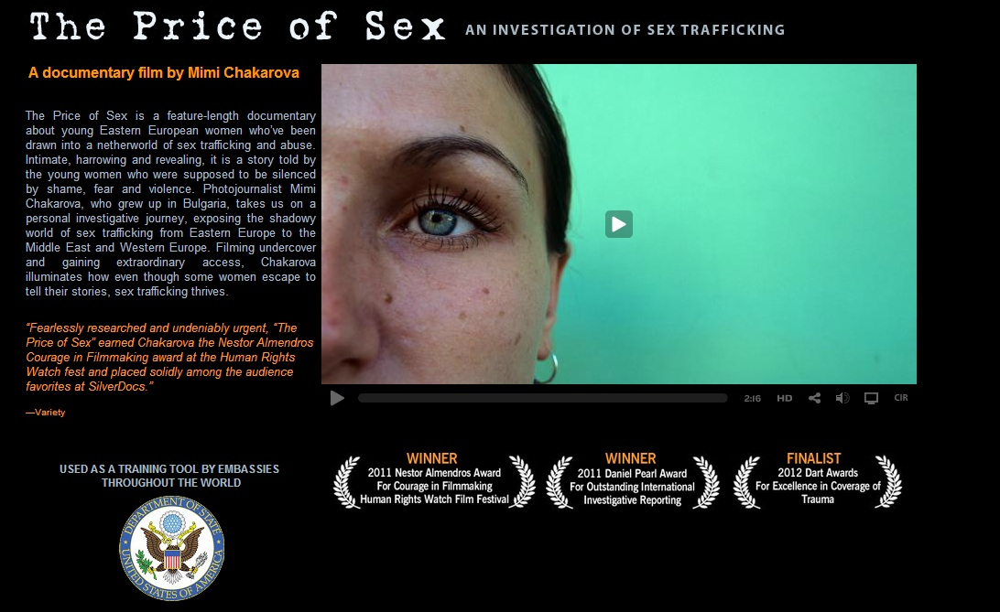 The Price of Sex AN INVESTIGATION OF SEX TRAFFICKING
A documentary film by Mimi Chakarova
The Price of Sex is a feature-length documentary
about young Eastern European women who've been
drawn into a netherworld of sex trafficking and abuse.
Intimate, harrowing and revealing, it is a story told by
the young women who were supposed to be silenced
by shame, fear and violence. Photojournalist Mimi
Chakarova, who grew up in Bulgaria, takes us on a
personal investigative journey, exposing the shadowy
world of sex trafficking from Eastern Europe to the
Middle East and Western Europe. Filming undercover
and gaining extraordinary access, Chakarova
illuminates how even though some women escape to
tell their stories, sex trafficking thrives.
“Fearlessly researched and undeniably urgent, “The
Price of Sex” earned Chakarova the Nestor Almendros
Courage in Filmmaking award at the Human Rights
Watch fest and placed solidly among the audience
favorites at SilverDocs.”
—Variety
2:16 HD CIR
USED AS A TRAINING TOOL BY EMBASSIES
THROUGHOUT THE WORLD
DEPARTMENT OF STATE
UNITED STATES OF AMERICA
WINNER
2011 Nestor Almendros Award
For Courage in Filmmaking
Human Rights Watch Film Festival
WINNER
2011 Daniel Pearl Award
For Outstanding International
Investigative Reporting
FINALIST
2012 Dart Awards
For Excellence in Coverage of
Trauma